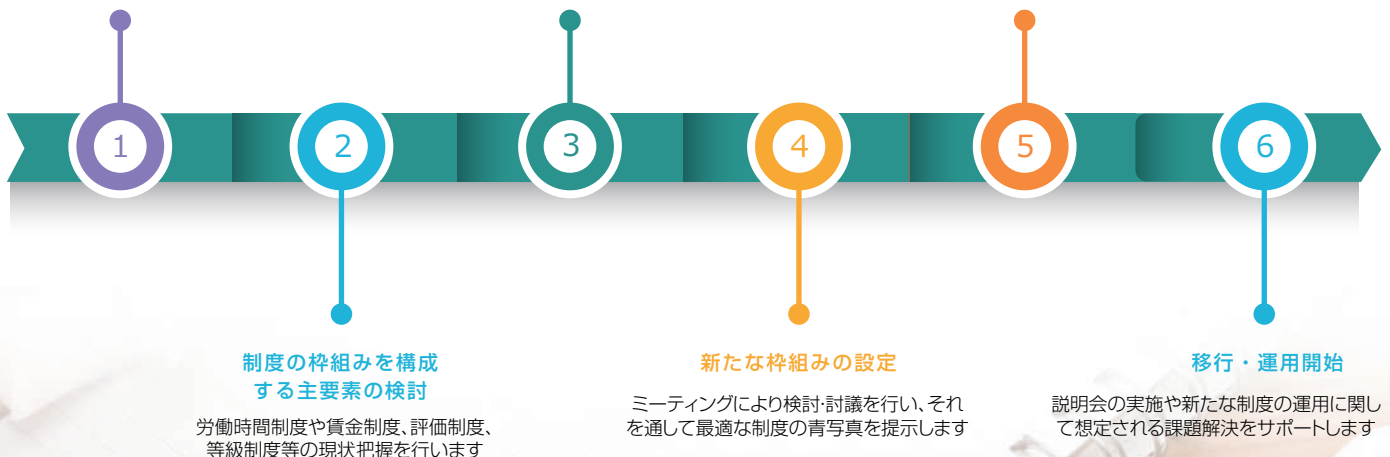 1
2
3
4
5
6
制度の枠組みを構成
する主要素の検討
労働時間制度や賃金制度、評価制度、
等級制度等の現状把握を行います
新たな枠組みの設定
ミーティングにより検討・討議を行い、それ
を通して最適な制度の青写真を提示します
移行・運用開始
説明会の実施や新たな制度の運用に関し
て想定される課題解決をサポートします